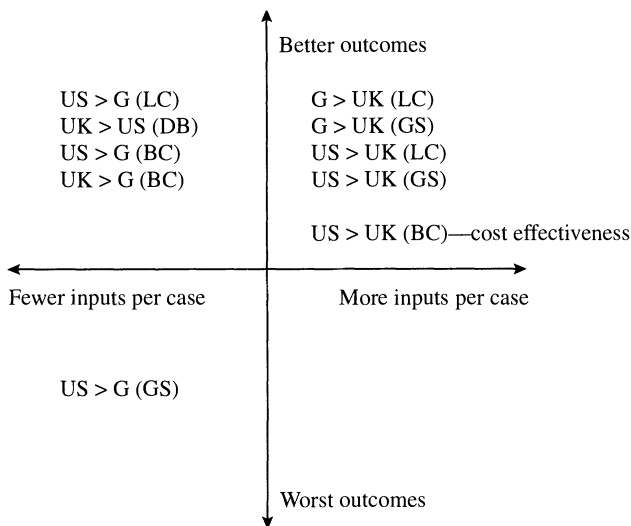 Better outcomes
US > G (LC)
UK > US (DB)
US > G (BC)
UK > G (BC)
G > UK (LC)
G > UK (GS)
US > UK (LC)
US > UK (GS)
US > UK (BC)—cost effectiveness
Fewer inputs per case
More inputs per case
US > G (GS)
Worst outcomes